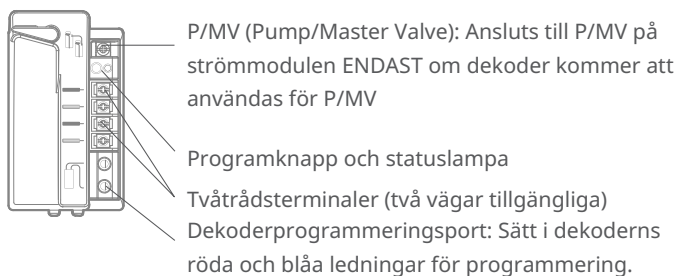 P/MV (Pump/Master Valve): Ansluts till P/MV på
strömmodulen ENDAST om dekoder kommer att
användas för P/MV
Programknapp och statuslampa
Tvåtrådsterminaler (två vägar tillgängliga)
Dekoderprogrammeringsport: Sätt i dekoderns
röda och blåa ledningar för programmering.